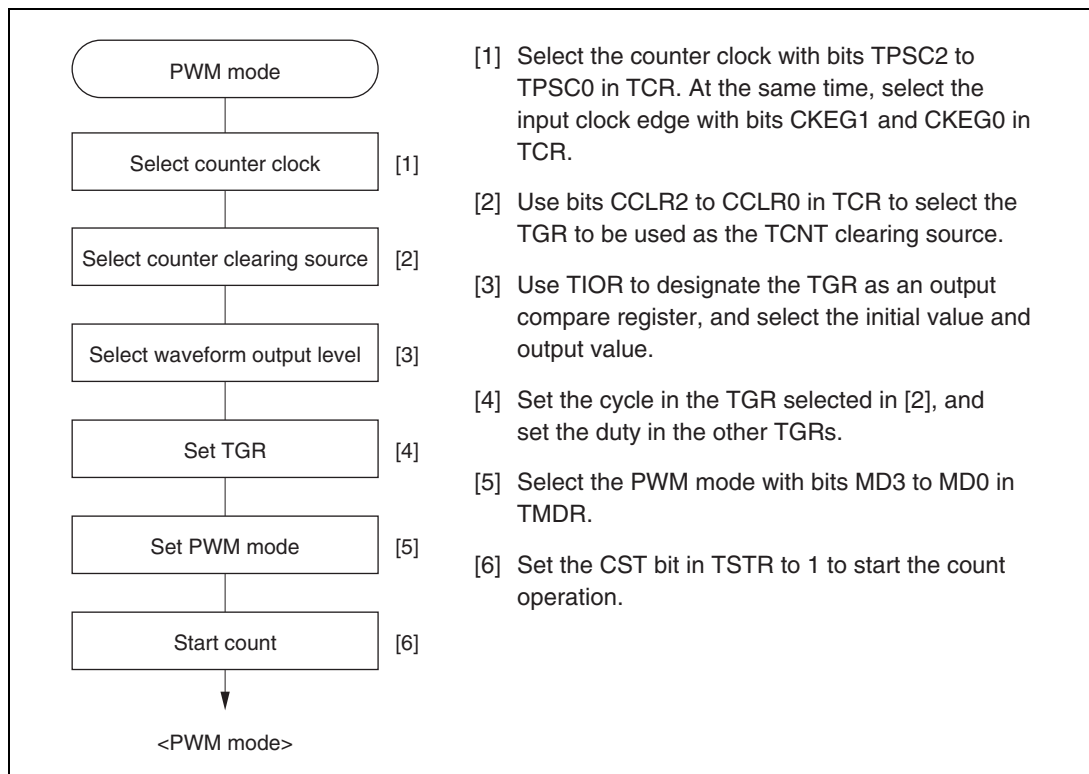 PWM mode
Select counter clock [1]
Select counter clearing source [2]
Select waveform output level [3]
Set TGR [4]
Set PWM mode [5]
Start count [6]
<PWM mode>
[1] Select the counter clock with bits TPSC2 to
TPSC0 in TCR. At the same time, select the
input clock edge with bits CKEG1 and CKEG0 in
TCR.
[2] Use bits CCLR2 to CCLR0 in TCR to select the
TGR to be used as the TCNT clearing source.
[3] Use TIOR to designate the TGR as an output
compare register, and select the initial value and
output value.
[4] Set the cycle in the TGR selected in [2], and
set the duty in the other TGRs.
[5] Select the PWM mode with bits MD3 to MD0 in
TMDR.
[6] Set the CST bit in TSTR to 1 to start the count
operation.